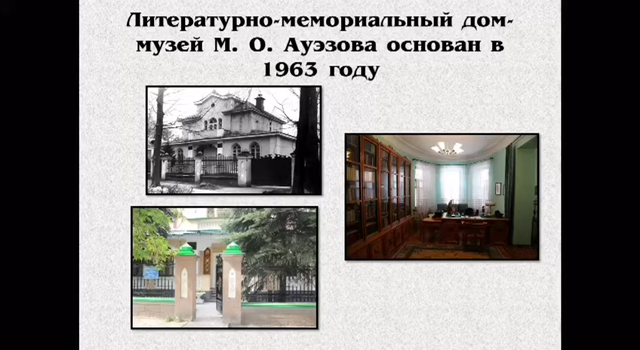 Литературно-мемориальный дом-
музей М. О. Ауэзова основан в
1963 году